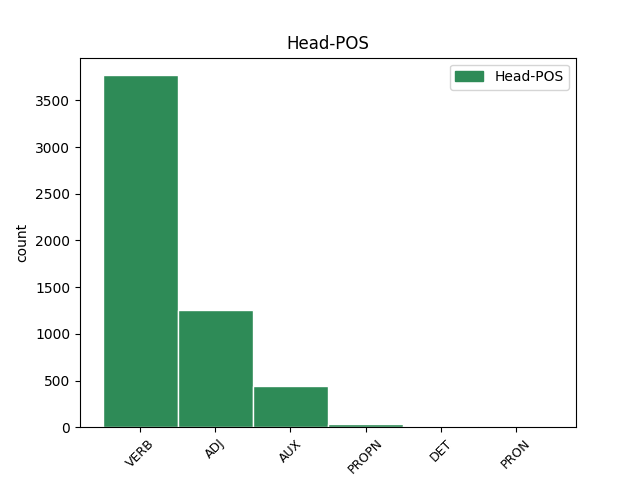 Head-POS
Head-POS
count
3500
3000
2500
2000
1500
1000
500
0
VERB
ADJ
AUX
PROPN
DET
PRON